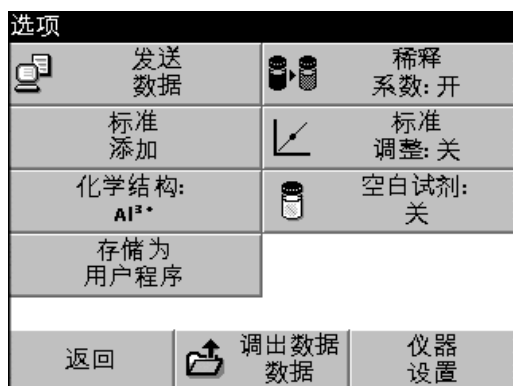 选项
发送
数据
稀释
系数: 开
标准
添加
标准
调整: 关
化学结构:
Al³⁺
空白试剂:
关
存储为
用户程序
返回
调出数据
数据
仪器
设置